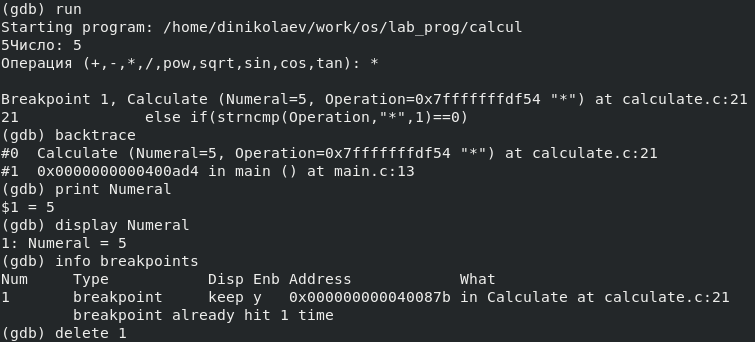 (gdb) run
Starting program: /home/dinikolaev/work/os/lab_prog/calcul
5Число: 5
Операция (+,-,*,/,pow,sqrt,sin,cos,tan): *
Breakpoint 1, Calculate (Numeral=5, Operation=0x7fffffffdf54 "*") at calculate.c:21
21              else if(strncmp(Operation,"*",1)==0)
(gdb) backtrace
#0  Calculate (Numeral=5, Operation=0x7fffffffdf54 "*") at calculate.c:21
#1  0x0000000000400ad4 in main () at main.c:13
(gdb) print Numeral
$1 = 5
(gdb) display Numeral
1: Numeral = 5
(gdb) info breakpoints
Num     Type           Disp Enb Address            What
1       breakpoint     keep y   0x000000000040087b in Calculate at calculate.c:21
        breakpoint already hit 1 time
(gdb) delete 1